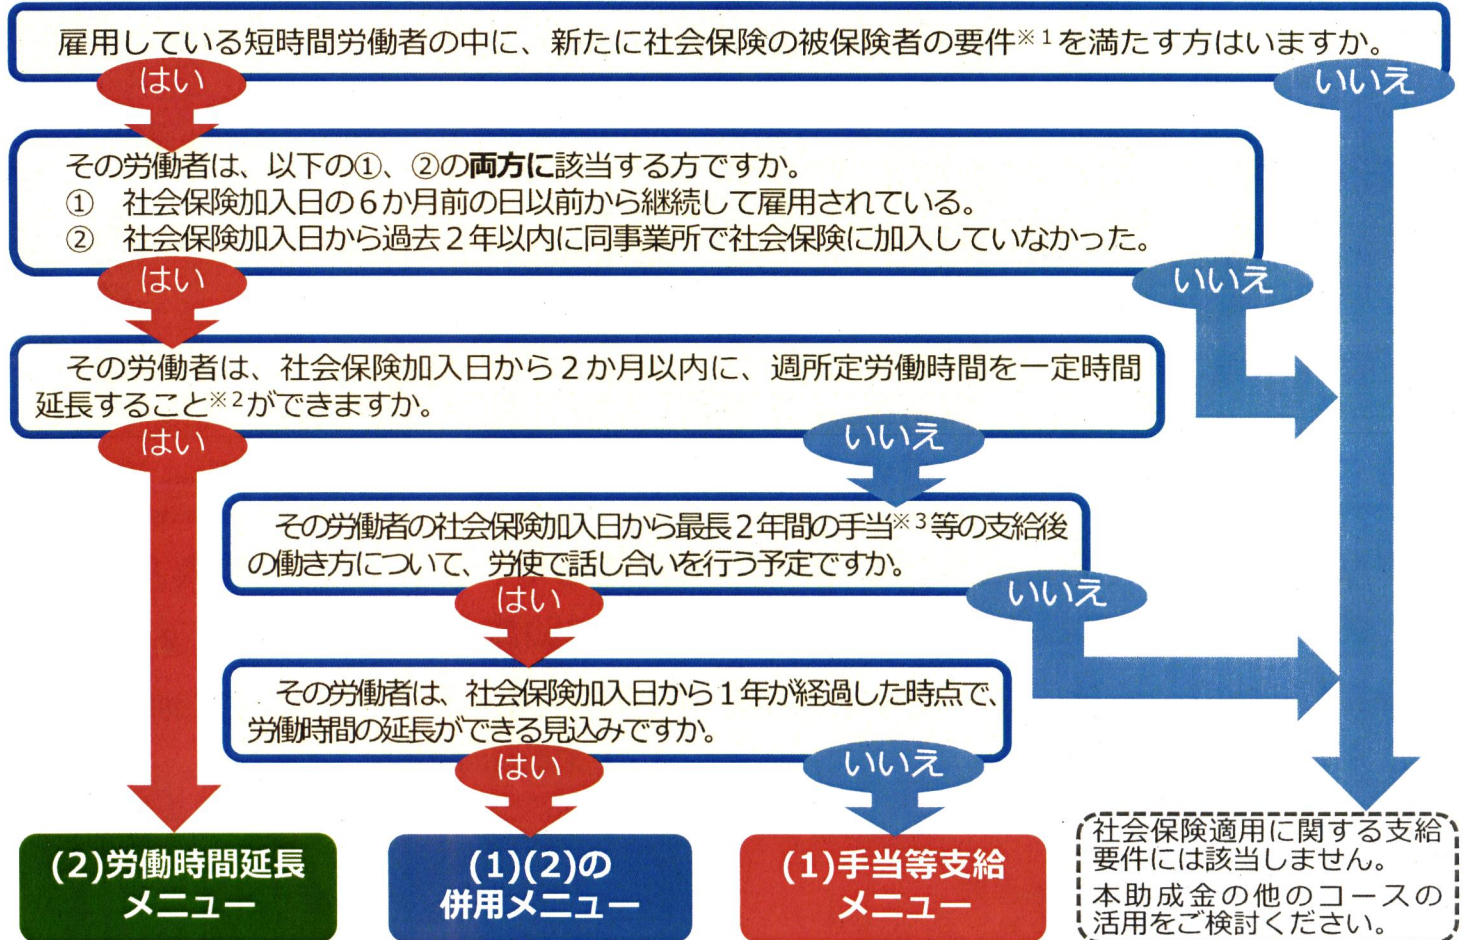 雇用している短時間労働者の中に、新たに社会保険の被保険者の要件※1を満たす方はいますか。
はい
いいえ
その労働者は、以下の①、②の両方に該当する方ですか。
① 社会保険加入日の6か月前の日以前から継続して雇用されている。
② 社会保険加入日から過去2年以内に同事業所で社会保険に加入していなかった。
はい
いいえ
その労働者は、社会保険加入日から2か月以内に、週所定労働時間を一定時間
延長すること※2ができますか。
はい
いいえ
その労働者の社会保険加入日から最長2年間の手当※3等の支給後
の働き方について、労使で話し合いを行う予定ですか。
はい
いいえ
その労働者は、社会保険加入日から1年が経過した時点で、
労働時間の延長ができる見込みですか。
はい
いいえ
(2)労働時間延長
メニュー
(1)(2)の
併用メニュー
(1)手当等支給
メニュー
社会保険適用に関する支給
要件には該当しません。
本助成金の他のコースの
活用をご検討ください。